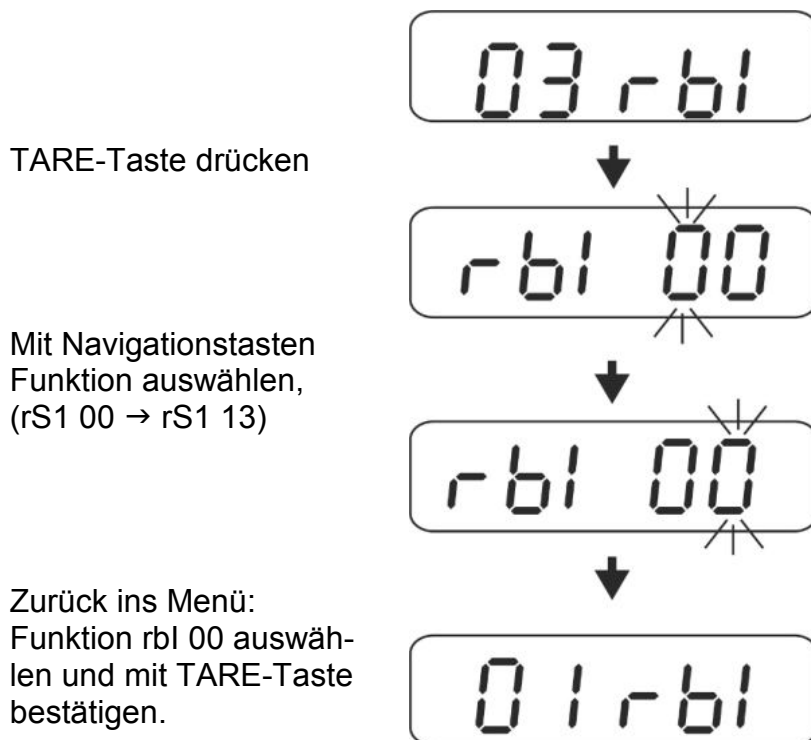 03 rbl
TARE-Taste drücken
rbl 00
Mit Navigationstasten
Funktion auswählen,
(rS1 00 → rS1 13)
rbl 00
Zurück ins Menü:
Funktion rbI 00 auswäh-
len und mit TARE-Taste
bestätigen.
01 rbl